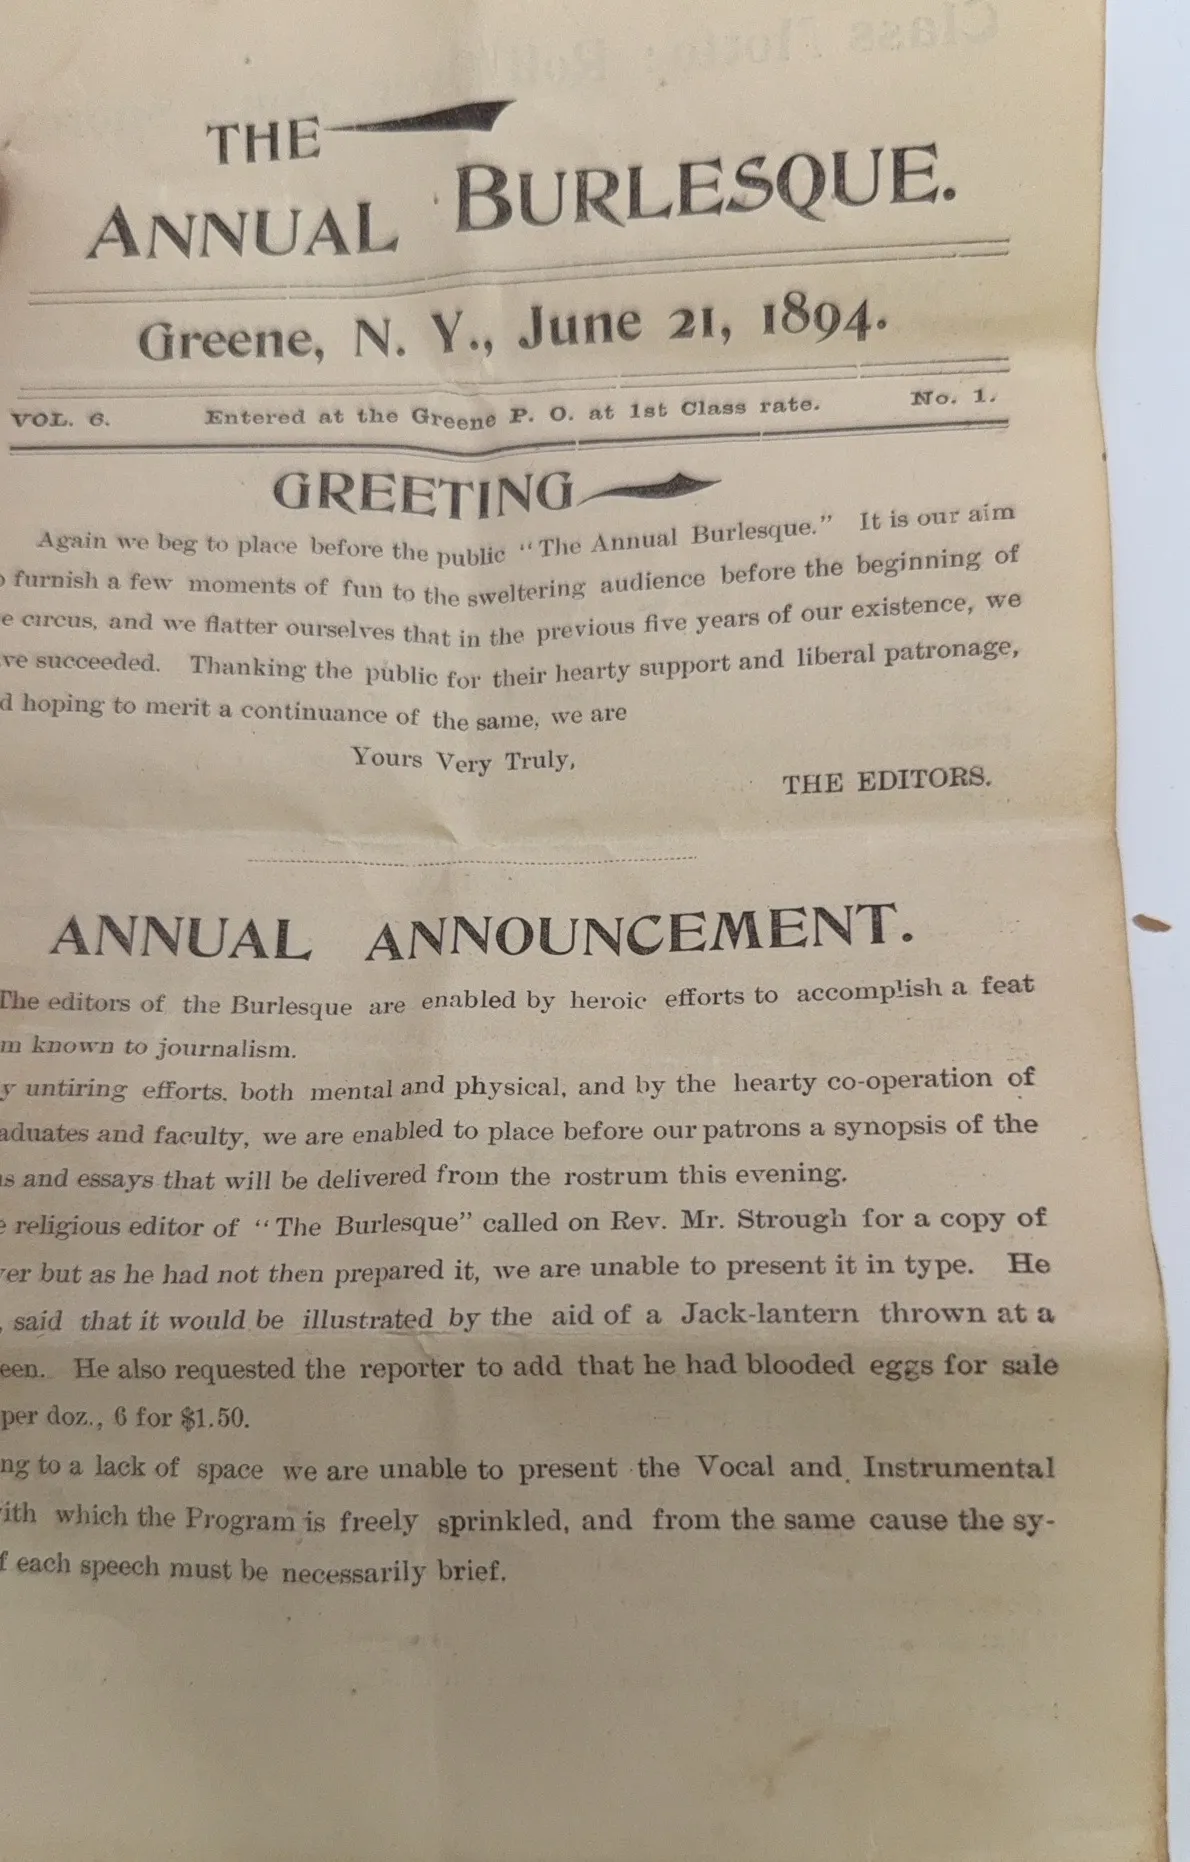 THE
ANNUAL BURLESQUE.
Greene, N. Y., June 21, 1894.
VOL. 6. Entered at the Greene P. O. at 1st Class rate. No. 1.
GREETING
Again we beg to place before the public "The Annual Burlesque." It is our aim
furnish a few moments of fun to the sweltering audience before the beginning of
e circus, and we flatter ourselves that in the previous five years of our existence, we
ve succeeded. Thanking the public for their hearty support and liberal patronage,
d hoping to merit a continuance of the same, we are
Yours Very Truly,
THE EDITORS.
ANNUAL ANNOUNCEMENT.
The editors of the Burlesque are enabled by heroic efforts to accomplish a feat
m known to journalism.
y untiring efforts, both mental and physical, and by the hearty co-operation of
aduates and faculty, we are enabled to place before our patrons a synopsis of the
s and essays that will be delivered from the rostrum this evening.
e religious editor of "The Burlesque" called on Rev. Mr. Strough for a copy of
er but as he had not then prepared it, we are unable to present it in type. He
, said that it would be illustrated by the aid of a Jack-lantern thrown at a
een. He also requested the reporter to add that he had blooded eggs for sale
per doz., 6 for $1.50.
ng to a lack of space we are unable to present the Vocal and Instrumental
ith which the Program is freely sprinkled, and from the same cause the sy-
f each speech must be necessarily brief.